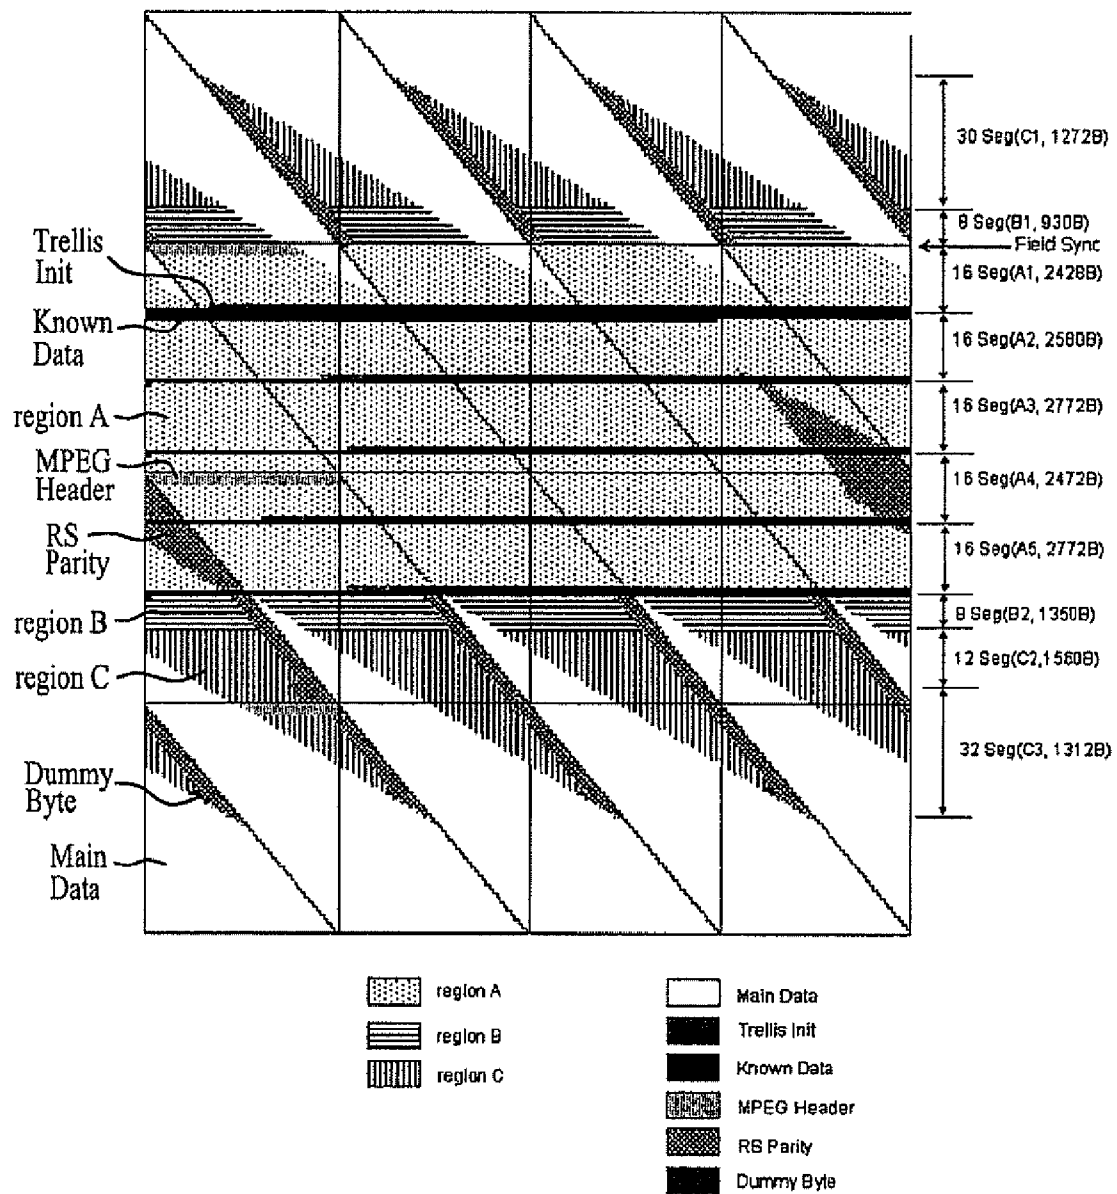 30 Seg(C1, 1272B)
8 Seg(B1, 930B)
Field Sync
16 Seg(A1, 2428B)
16 Seg(A2, 2580B)
16 Seg(A3, 2772B)
16 Seg(A4, 2472B)
16 Seg(A5, 2772B)
8 Seg(B2, 1350B)
12 Seg(C2,1560B)
32 Seg(C3, 1312B)
Trellis
Init
Known
Data
region A
MPEG
Header
RS
Parity
region B
region C
Dummy
Byte
Main
Data
region A
region B
region C
Main Data
Trellis Init
Known Data
MPEG Header
RS Parity
Dummy Byte